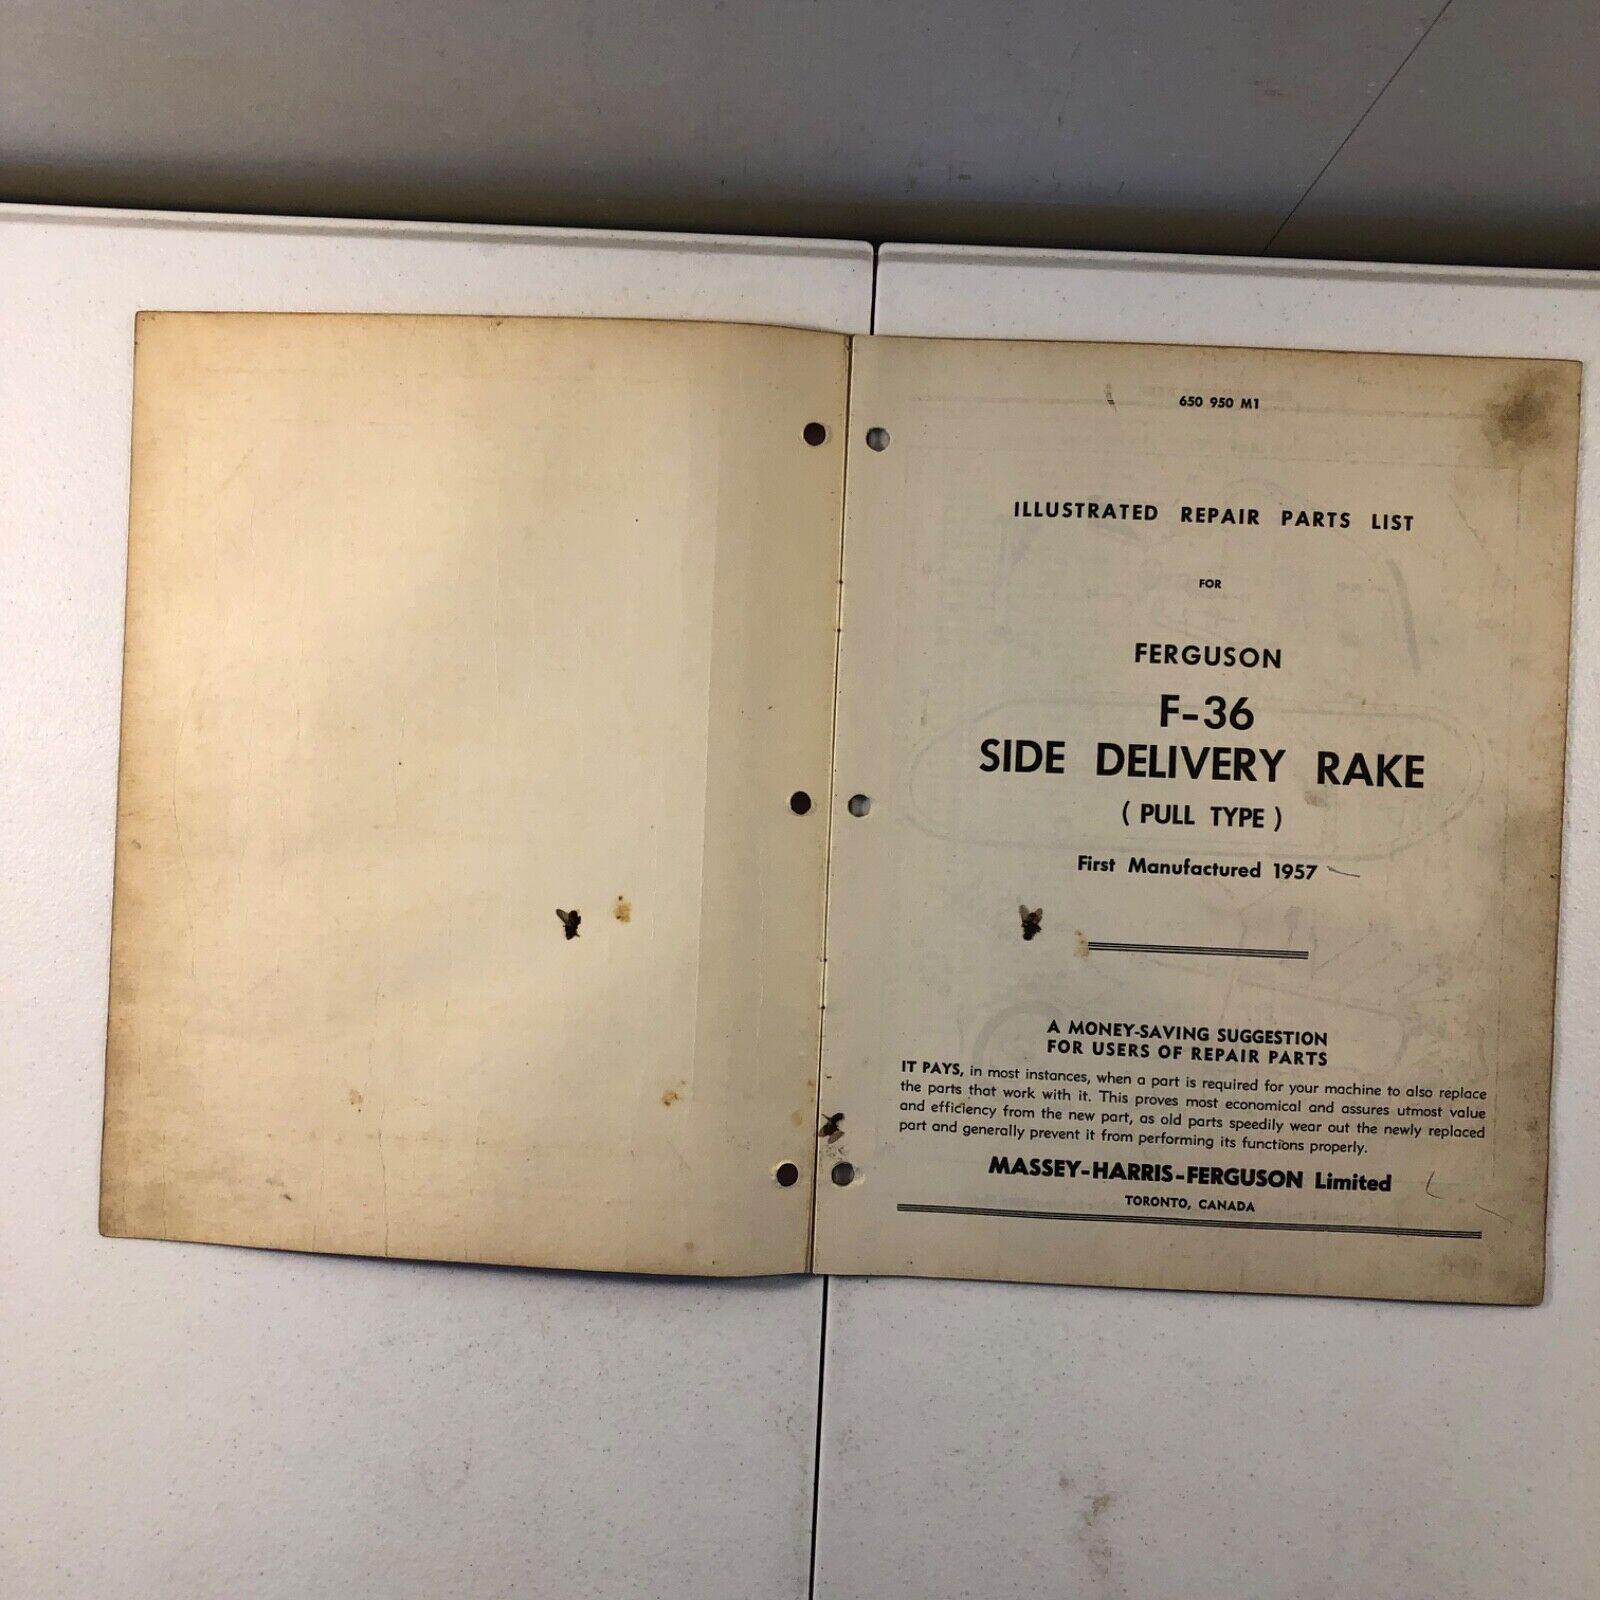 650 950 M1
ILLUSTRATED REPAIR PARTS LIST
FOR
FERGUSON
F-36
SIDE DELIVERY RAKE
( PULL TYPE )
First Manufactured 1957
A MONEY-SAVING SUGGESTION
FOR USERS OF REPAIR PARTS
IT PAYS, in most instances, when a part is required for your machine to also replace
the parts that work with it. This proves most economical and assures utmost value
and efficiency from the new part, as old parts speedily wear out the newly replaced
part and generally prevent it from performing its functions properly.
MASSEY-HARRIS-FERGUSON Limited
TORONTO, CANADA